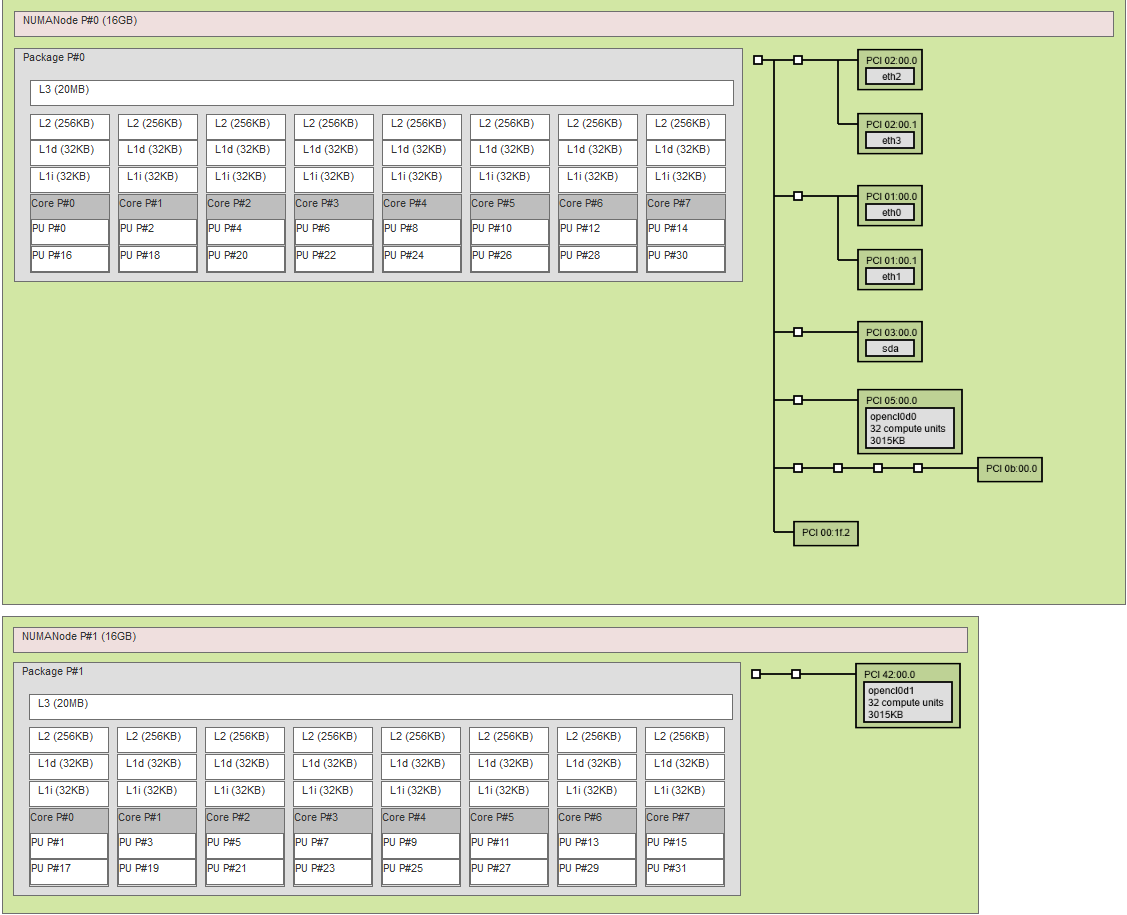 NUMANode P#0 (16GB)
Package P#0
L3 (20MB)
L2 (256KB) L2 (256KB) L2 (256KB) L2 (256KB) L2 (256KB) L2 (256KB) L2 (256KB) L2 (256KB)
L1d (32KB) L1d (32KB) L1d (32KB) L1d (32KB) L1d (32KB) L1d (32KB) L1d (32KB) L1d (32KB)
L1i (32KB) L1i (32KB) L1i (32KB) L1i (32KB) L1i (32KB) L1i (32KB) L1i (32KB) L1i (32KB)
Core P#0 Core P#1 Core P#2 Core P#3 Core P#4 Core P#5 Core P#6 Core P#7
PU P#0 PU P#2 PU P#4 PU P#6 PU P#8 PU P#10 PU P#12 PU P#14
PU P#16 PU P#18 PU P#20 PU P#22 PU P#24 PU P#26 PU P#28 PU P#30
PCI 02:00.0
eth2
PCI 02:00.1
eth3
PCI 01:00.0
eth0
PCI 01:00.1
eth1
PCI 03:00.0
sda
PCI 05:00.0
opencl0d0
32 compute units
3015KB
PCI 0b:00.0
PCI 00:1f.2
NUMANode P#1 (16GB)
Package P#1
L3 (20MB)
L2 (256KB) L2 (256KB) L2 (256KB) L2 (256KB) L2 (256KB) L2 (256KB) L2 (256KB) L2 (256KB)
L1d (32KB) L1d (32KB) L1d (32KB) L1d (32KB) L1d (32KB) L1d (32KB) L1d (32KB) L1d (32KB)
L1i (32KB) L1i (32KB) L1i (32KB) L1i (32KB) L1i (32KB) L1i (32KB) L1i (32KB) L1i (32KB)
Core P#0 Core P#1 Core P#2 Core P#3 Core P#4 Core P#5 Core P#6 Core P#7
PU P#1 PU P#3 PU P#5 PU P#7 PU P#9 PU P#11 PU P#13 PU P#15
PU P#17 PU P#19 PU P#21 PU P#23 PU P#25 PU P#27 PU P#29 PU P#31
PCI 42:00.0
opencl0d1
32 compute units
3015KB